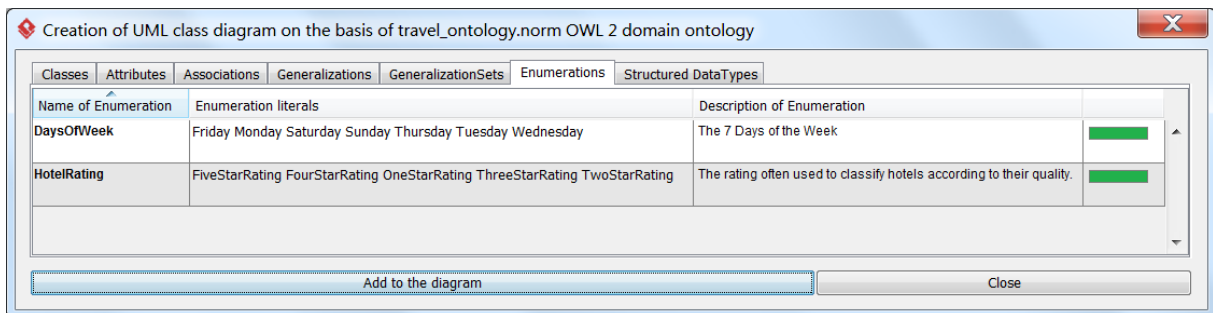 Creation of UML class diagram on the basis of travel_ontology.norm OWL 2 domain ontology
X
Classes Attributes Associations Generalizations GeneralizationSets Enumerations Structured DataTypes
Name of Enumeration Enumeration literals Description of Enumeration
DaysOfWeek Friday Monday Saturday Sunday Thursday Tuesday Wednesday The 7 Days of the Week
HotelRating FiveStarRating FourStarRating OneStarRating ThreeStarRating TwoStarRating The rating often used to classify hotels according to their quality.
Add to the diagram Close